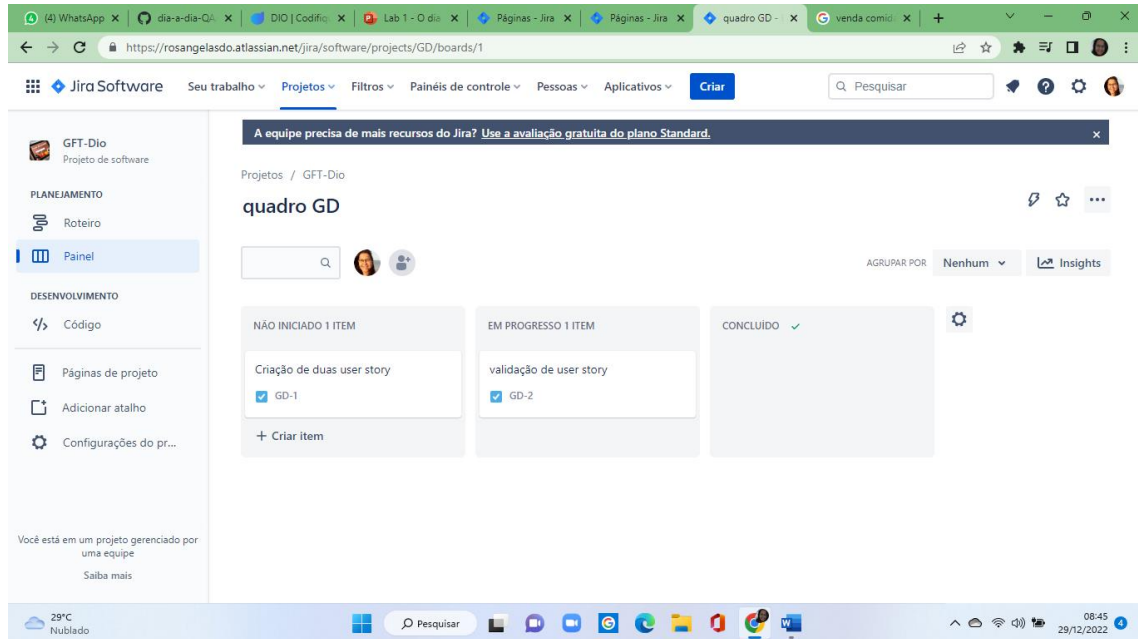 (4) WhatsApp
dia-a-dia-QA
DIO | Codifiq
Lab 1 - O dia
Páginas - Jira
Páginas - Jira
quadro GD -
venda comid
https://rosangelasdo.atlassian.net/jira/software/projects/GD/boards/1
Jira Software
Seu trabalho
Projetos
Filtros
Painéis de controle
Pessoas
Aplicativos
Criar
Pesquisar
A equipe precisa de mais recursos do Jira? Use a avaliação gratuita do plano Standard.
GFT-Dio
Projeto de software
PLANEJAMENTO
Roteiro
Painel
DESENVOLVIMENTO
Código
Páginas de projeto
Adicionar atalho
Configurações do pr...
Você está em um projeto gerenciado por
uma equipe
Saiba mais
Projetos / GFT-Dio
quadro GD
AGRUPAR POR
Nenhum
Insights
NÃO INICIADO 1 ITEM
Criação de duas user story
GD-1
+ Criar item
EM PROGRESSO 1 ITEM
validação de user story
GD-2
CONCLUÍDO
29°C
Nublado
Pesquisar
08:45
29/12/2022
4